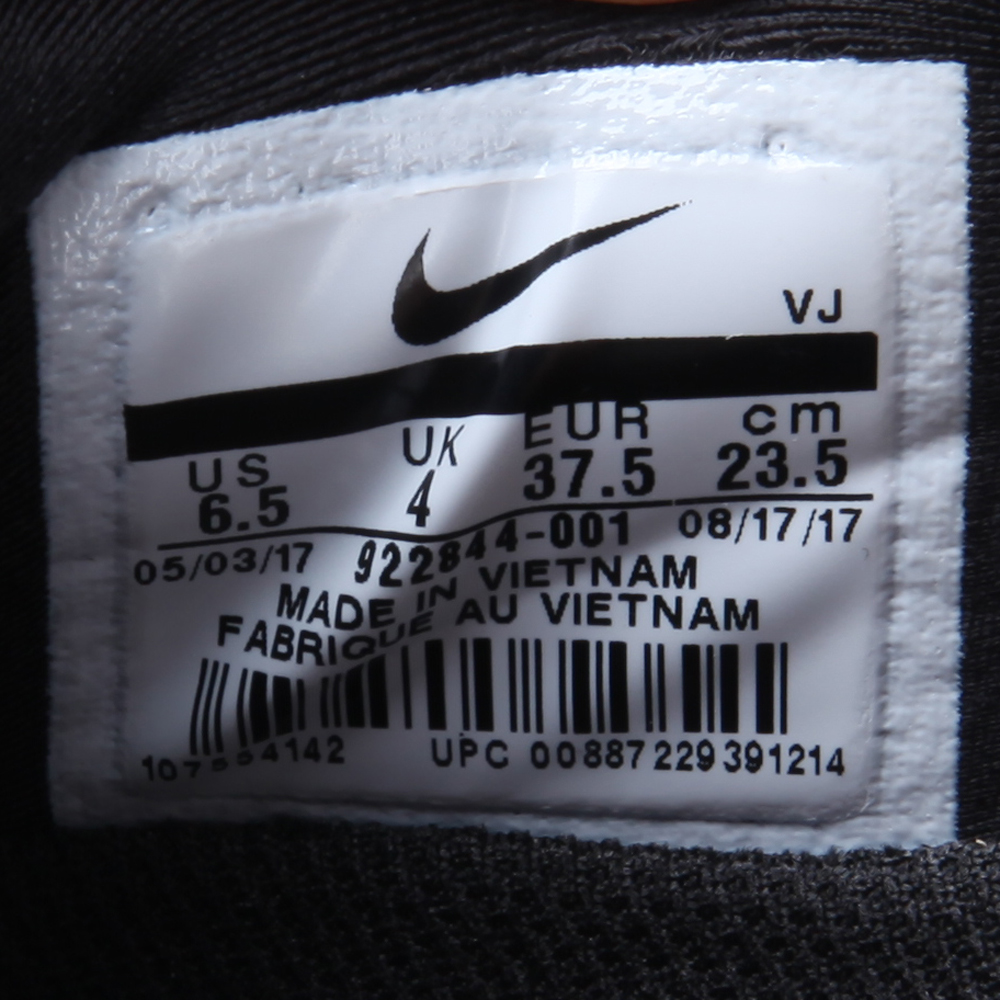 VJ
US UK EUR cm
6.5 4 37.5 23.5
05/03/17 922844-001 08/17/17
MADE IN VIETNAM
FABRIQUE AU VIETNAM
UPC 00887229391214